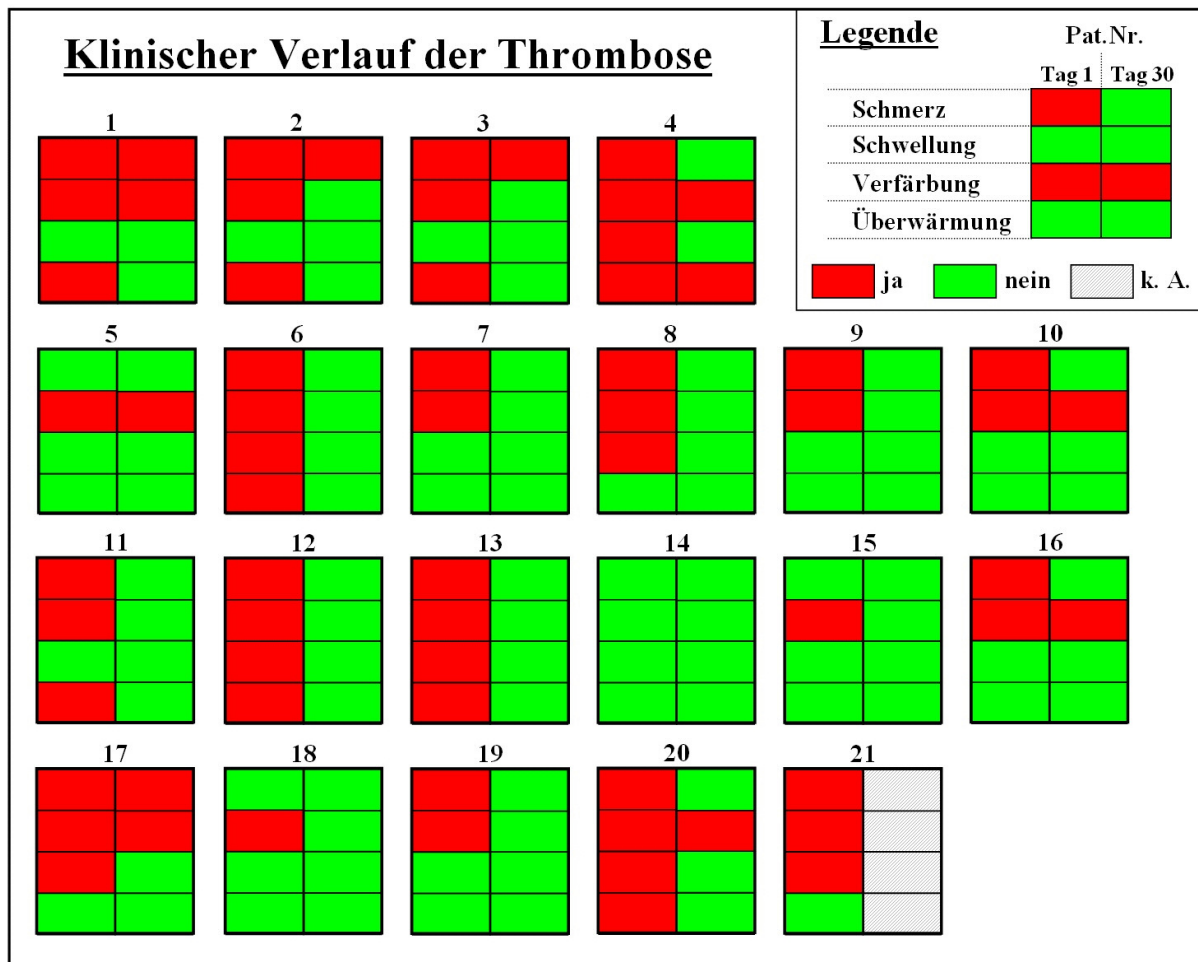 Klinischer Verlauf der Thrombose
Legende
Pat.Nr.
Tag 1 Tag 30
Schmerz
Schwellung
Verfärbung
Überwärmung
ja nein k. A.
1 2 3 4
5 6 7 8 9 10
11 12 13 14 15 16
17 18 19 20 21